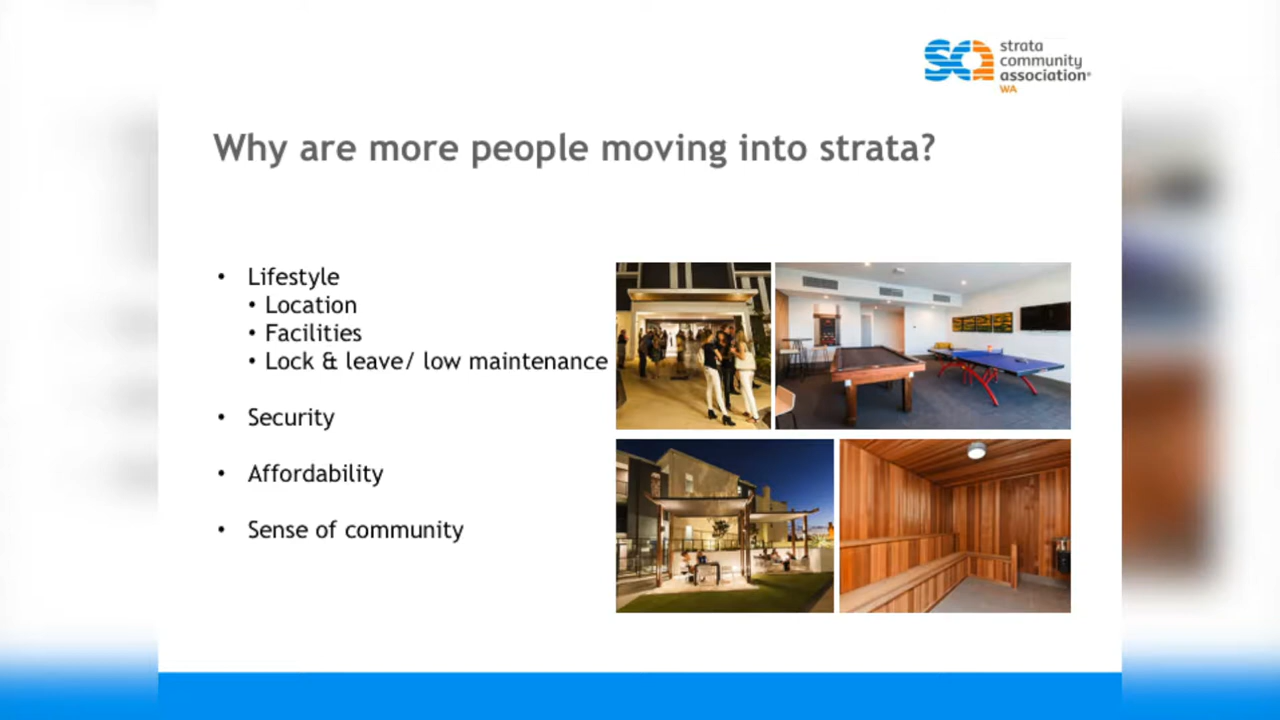 strata
community
association®
WA
Why are more people moving into strata?
• Lifestyle
• Location
• Facilities
• Lock & leave/ low maintenance
• Security
• Affordability
• Sense of community